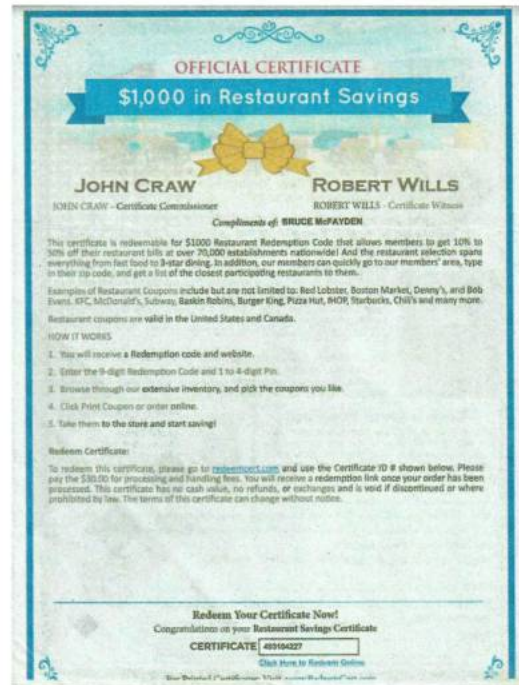 OFFICIAL CERTIFICATE
$1,000 in Restaurant Savings
JOHN CRAW ROBERT WILLS
JOHN CRAW - Certificate Commissioner ROBERT WILLS - Certificate Witness
Compliments of: BRUCE McFAYDEN
This certificate is redeemable for $1000 Restaurant Redemption Code that allows members to get 10% to
50% off their restaurant bills at over 70,000 establishments nationwide! And the restaurant selection spans
everything from fast food to 3-star dining. In addition, our members can quickly go to our members' area, type
in their zip code, and get a list of the closest participating restaurants to them.
Examples of Restaurant Coupons include but are not limited to: Red Lobster, Boston Market, Denny's, and Bob
Evans. KFC, McDonald's, Subway, Baskin Robins, Burger King, Pizza Hut, IHOP, Starbucks, Chili's and many more.
Restaurant coupons are valid in the United States and Canada.
HOW IT WORKS
1. You will receive a Redemption code and website.
2. Enter the 9-digit Redemption Code and 1 to 4-digit Pin.
3. Browse through our extensive inventory, and pick the coupons you like.
4. Click Print Coupon or order online.
5. Take them to the store and start saving!
Redeem Certificate:
To redeem this certificate, please go to redeemcert.com and use the Certificate ID # shown below. Please
pay the $30.00 for processing and handling fees. You will receive a redemption link once your order has been
processed. This certificate has no cash value, no refunds, or exchanges and is void if discontinued or where
prohibited by law. The terms of this certificate can change without notice.
Redeem Your Certificate Now!
Congratulations on your Restaurant Savings Certificate
CERTIFICATE 493104227
Click Here to Redeem Online
For Printed Certificates Visit www.RedeemCert.com